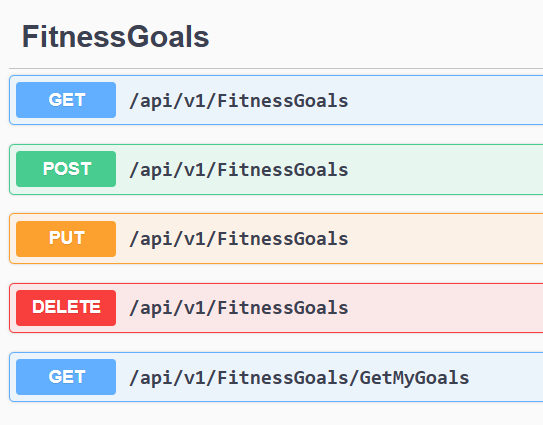 FitnessGoals
GET /api/v1/FitnessGoals
POST /api/v1/FitnessGoals
PUT /api/v1/FitnessGoals
DELETE /api/v1/FitnessGoals
GET /api/v1/FitnessGoals/GetMyGoals